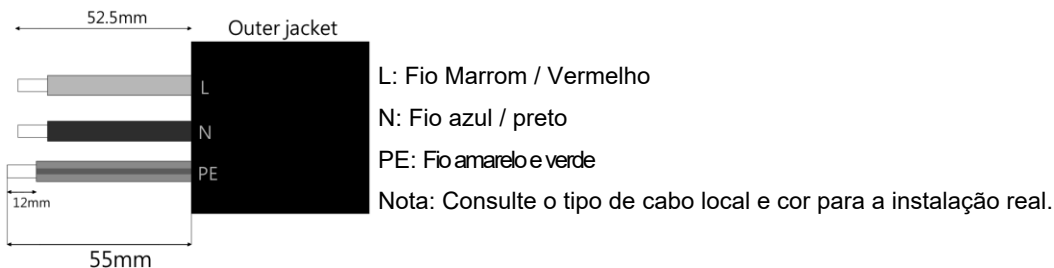 52.5mm
Outer jacket
L
N
PE
12mm
55mm
L: Fio Marrom / Vermelho
N: Fio azul / preto
PE: Fio amarelo e verde
Nota: Consulte o tipo de cabo local e cor para a instalação real.